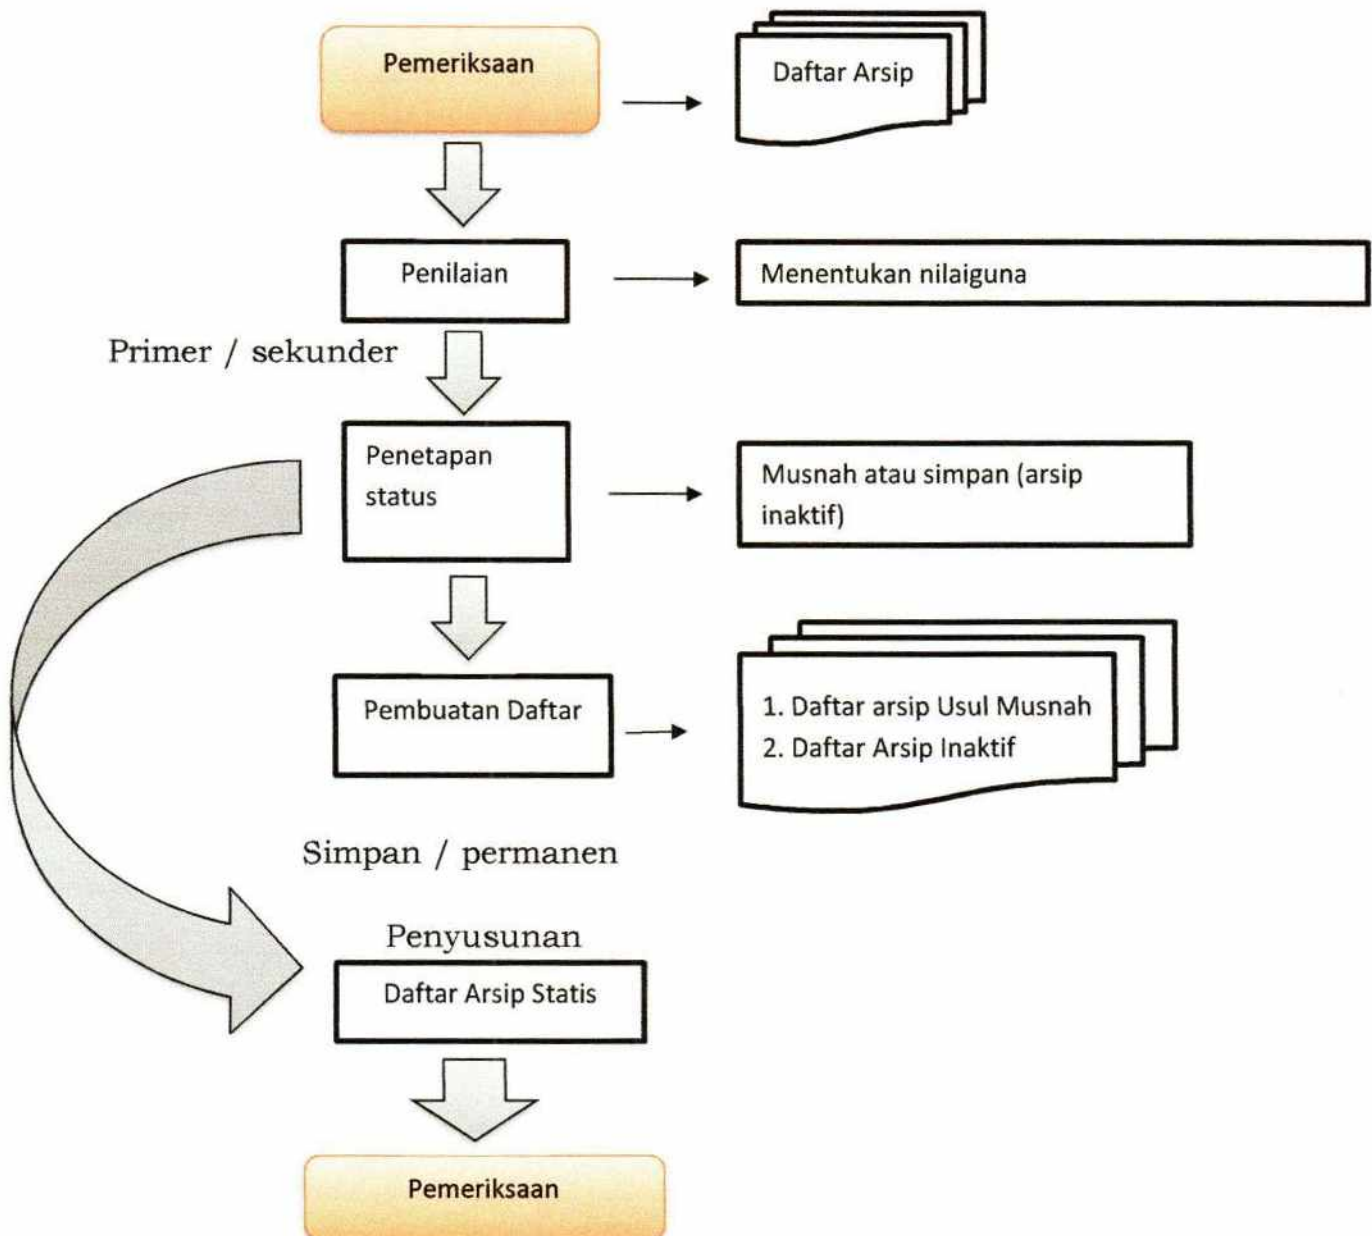 Pemeriksaan
Daftar Arsip
Penilaian
Menentukan nilaiguna
Primer / sekunder
Penetapan
status
Musnah atau simpan (arsip
inaktif)
Pembuatan Daftar
1. Daftar arsip Usul Musnah
2. Daftar Arsip Inaktif
Simpan / permanen
Penyusunan
Daftar Arsip Statis
Pemeriksaan